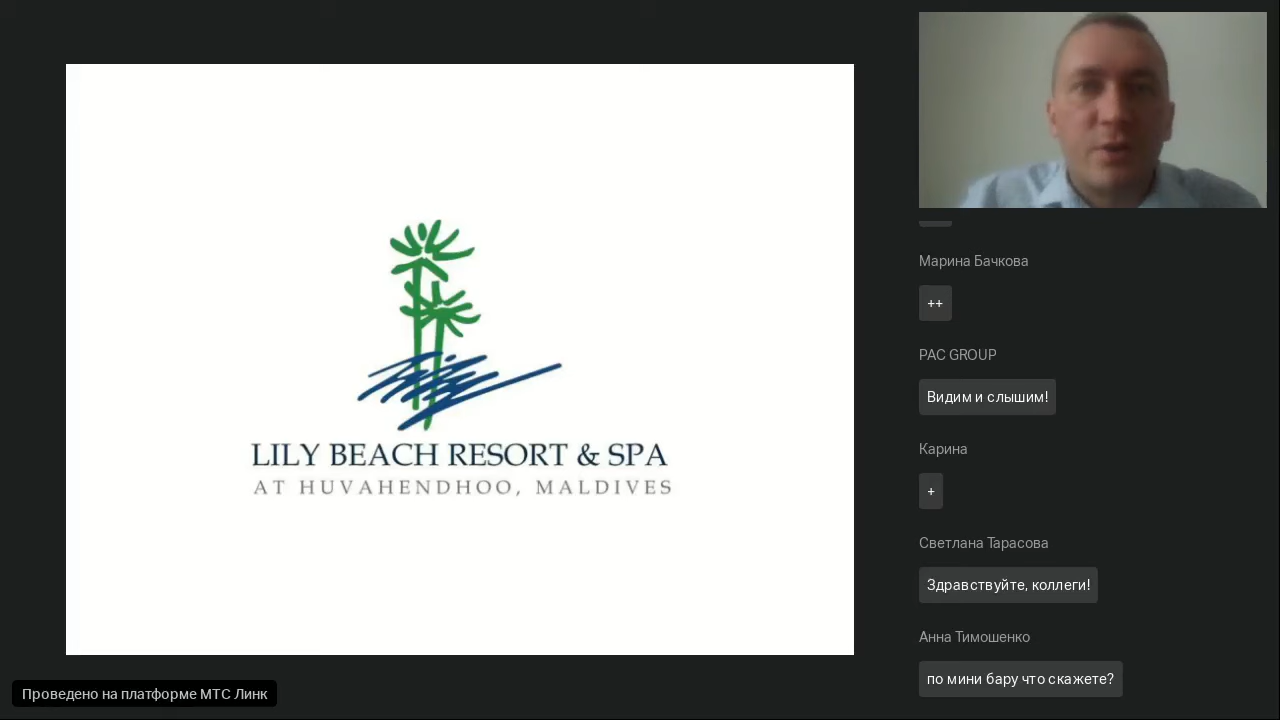 LILY BEACH RESORT & SPA
AT HUVAHENDHOO, MALDIVES
Марина Бачкова
++
PAC GROUP
Видим и слышим!
Карина
+
Светлана Тарасова
Здравствуйте, коллеги!
Анна Тимошенко
по мини бару что скажете?
Проведено на платформе МТС Линк